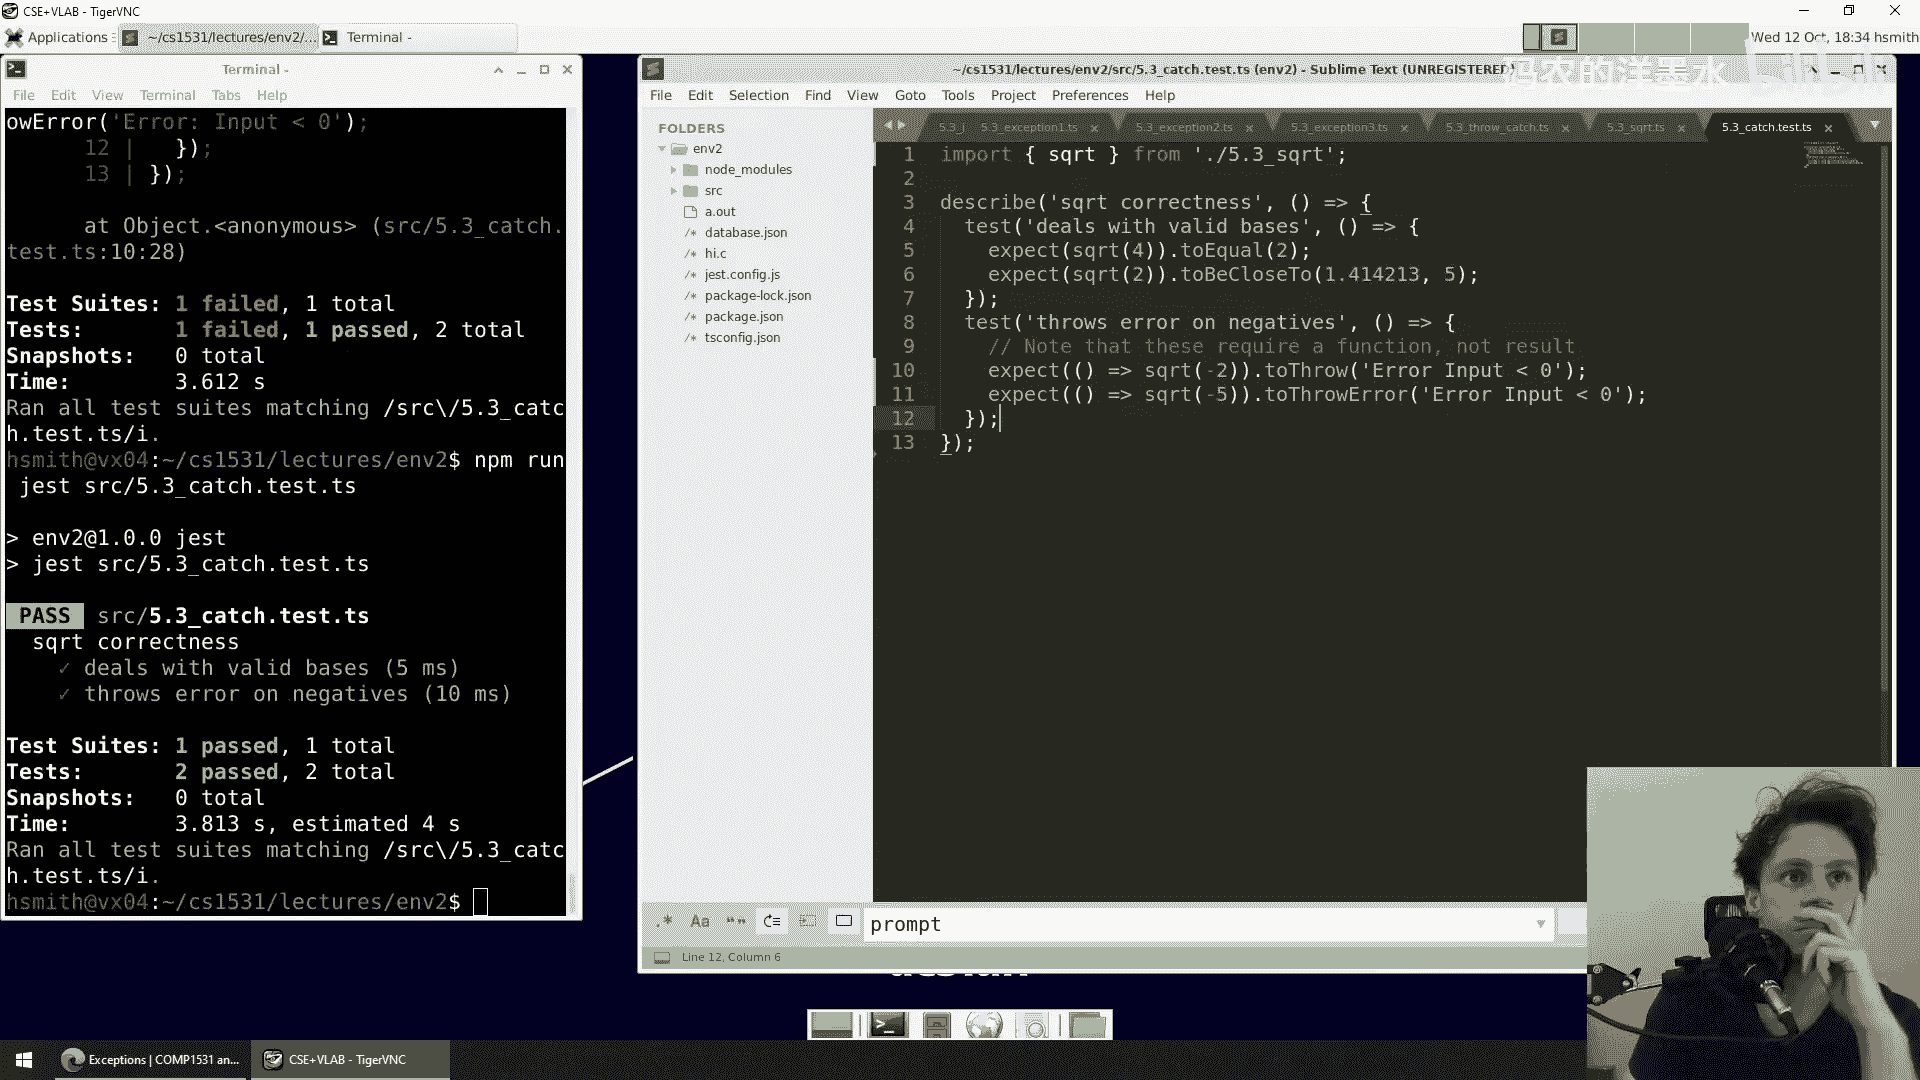 CSE+VLAB - TigerVNC
Applications
~/cs1531/lectures/env2/...
Terminal -
Wed 12 Oct, 18:34 hsmith
Terminal -
File Edit View Terminal Tabs Help
owError('Error: Input < 0');
12 |   });
13 | });
at Object.<anonymous> (src/5.3_catch.
test.ts:10:28)
Test Suites: 1 failed, 1 total
Tests: 1 failed, 1 passed, 2 total
Snapshots: 0 total
Time: 3.612 s
Ran all test suites matching /src\/5.3_catc
h.test.ts/i.
hsmith@vx04:~/cs1531/lectures/env2$ npm run
jest src/5.3_catch.test.ts
> env2@1.0.0 jest
> jest src/5.3_catch.test.ts
PASS src/5.3_catch.test.ts
sqrt correctness
✓ deals with valid bases (5 ms)
✓ throws error on negatives (10 ms)
Test Suites: 1 passed, 1 total
Tests: 2 passed, 2 total
Snapshots: 0 total
Time: 3.813 s, estimated 4 s
Ran all test suites matching /src\/5.3_catc
h.test.ts/i.
hsmith@vx04:~/cs1531/lectures/env2$
~/cs1531/lectures/env2/src/5.3_catch.test.ts (env2) - Sublime Text (UNREGISTERED)
码农的洋墨水
bilibili
File Edit Selection Find View Goto Tools Project Preferences Help
FOLDERS
env2
node_modules
src
a.out
/* database.json
/* hi.c
/* jest.config.js
/* package-lock.json
/* package.json
/* tsconfig.json
5.3_j 5.3_exception1.ts 5.3_exception2.ts 5.3_exception3.ts 5.3_throw_catch.ts 5.3_sqrt.ts 5.3_catch.test.ts
1 import { sqrt } from './5.3_sqrt';
2
3 describe('sqrt correctness', () => {
4 test('deals with valid bases', () => {
5 expect(sqrt(4)).toEqual(2);
6 expect(sqrt(2)).toBeCloseTo(1.414213, 5);
7 });
8 test('throws error on negatives', () => {
9 // Note that these require a function, not result
10 expect(() => sqrt(-2)).toThrow('Error Input < 0');
11 expect(() => sqrt(-5)).toThrowError('Error Input < 0');
12 });
13 });
.* Aa "" prompt
Line 12, Column 6
Exceptions | COMP1531 an...
CSE+VLAB - TigerVNC